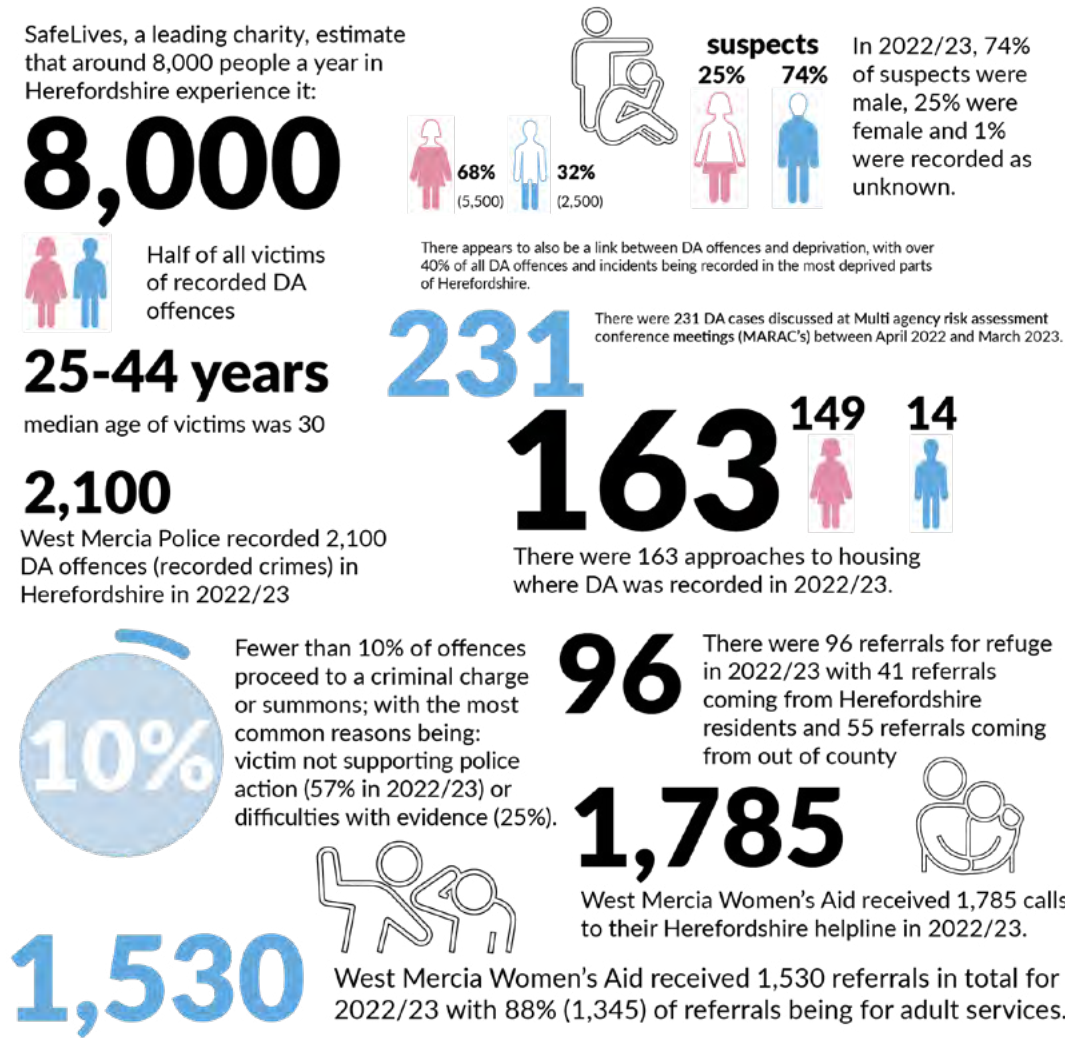 SafeLives, a leading charity, estimate
that around 8,000 people a year in
Herefordshire experience it:
8,000
68%
(5,500)
32%
(2,500)
suspects
25%
74%
In 2022/23, 74%
of suspects were
male, 25% were
female and 1%
were recorded as
unknown.
Half of all victims
of recorded DA
offences
25-44 years
median age of victims was 30
There appears to also be a link between DA offences and deprivation, with over
40% of all DA offences and incidents being recorded in the most deprived parts
of Herefordshire.
231
There were 231 DA cases discussed at Multi agency risk assessment
conference meetings (MARAC's) between April 2022 and March 2023.
2,100
West Mercia Police recorded 2,100
DA offences (recorded crimes) in
Herefordshire in 2022/23
163
149
14
There were 163 approaches to housing
where DA was recorded in 2022/23.
10%
Fewer than 10% of offences
proceed to a criminal charge
or summons; with the most
common reasons being:
victim not supporting police
action (57% in 2022/23) or
difficulties with evidence (25%).
96
There were 96 referrals for refuge
in 2022/23 with 41 referrals
coming from Herefordshire
residents and 55 referrals coming
from out of county
1,785
West Mercia Women's Aid received 1,785 calls
to their Herefordshire helpline in 2022/23.
1,530
West Mercia Women's Aid received 1,530 referrals in total for
2022/23 with 88% (1,345) of referrals being for adult services.